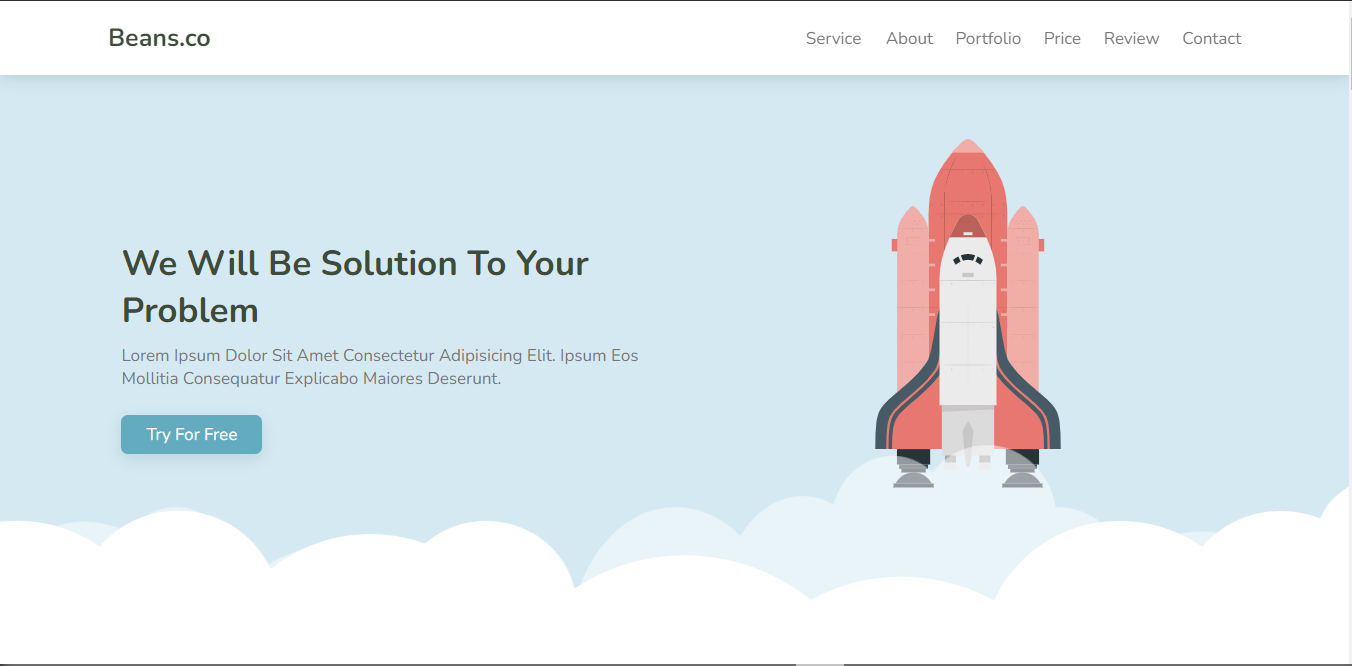 Beans.co
Service About Portfolio Price Review Contact
We Will Be Solution To Your
Problem
Lorem Ipsum Dolor Sit Amet Consectetur Adipisicing Elit. Ipsum Eos
Mollitia Consequatur Explicabo Maiores Deserunt.
Try For Free